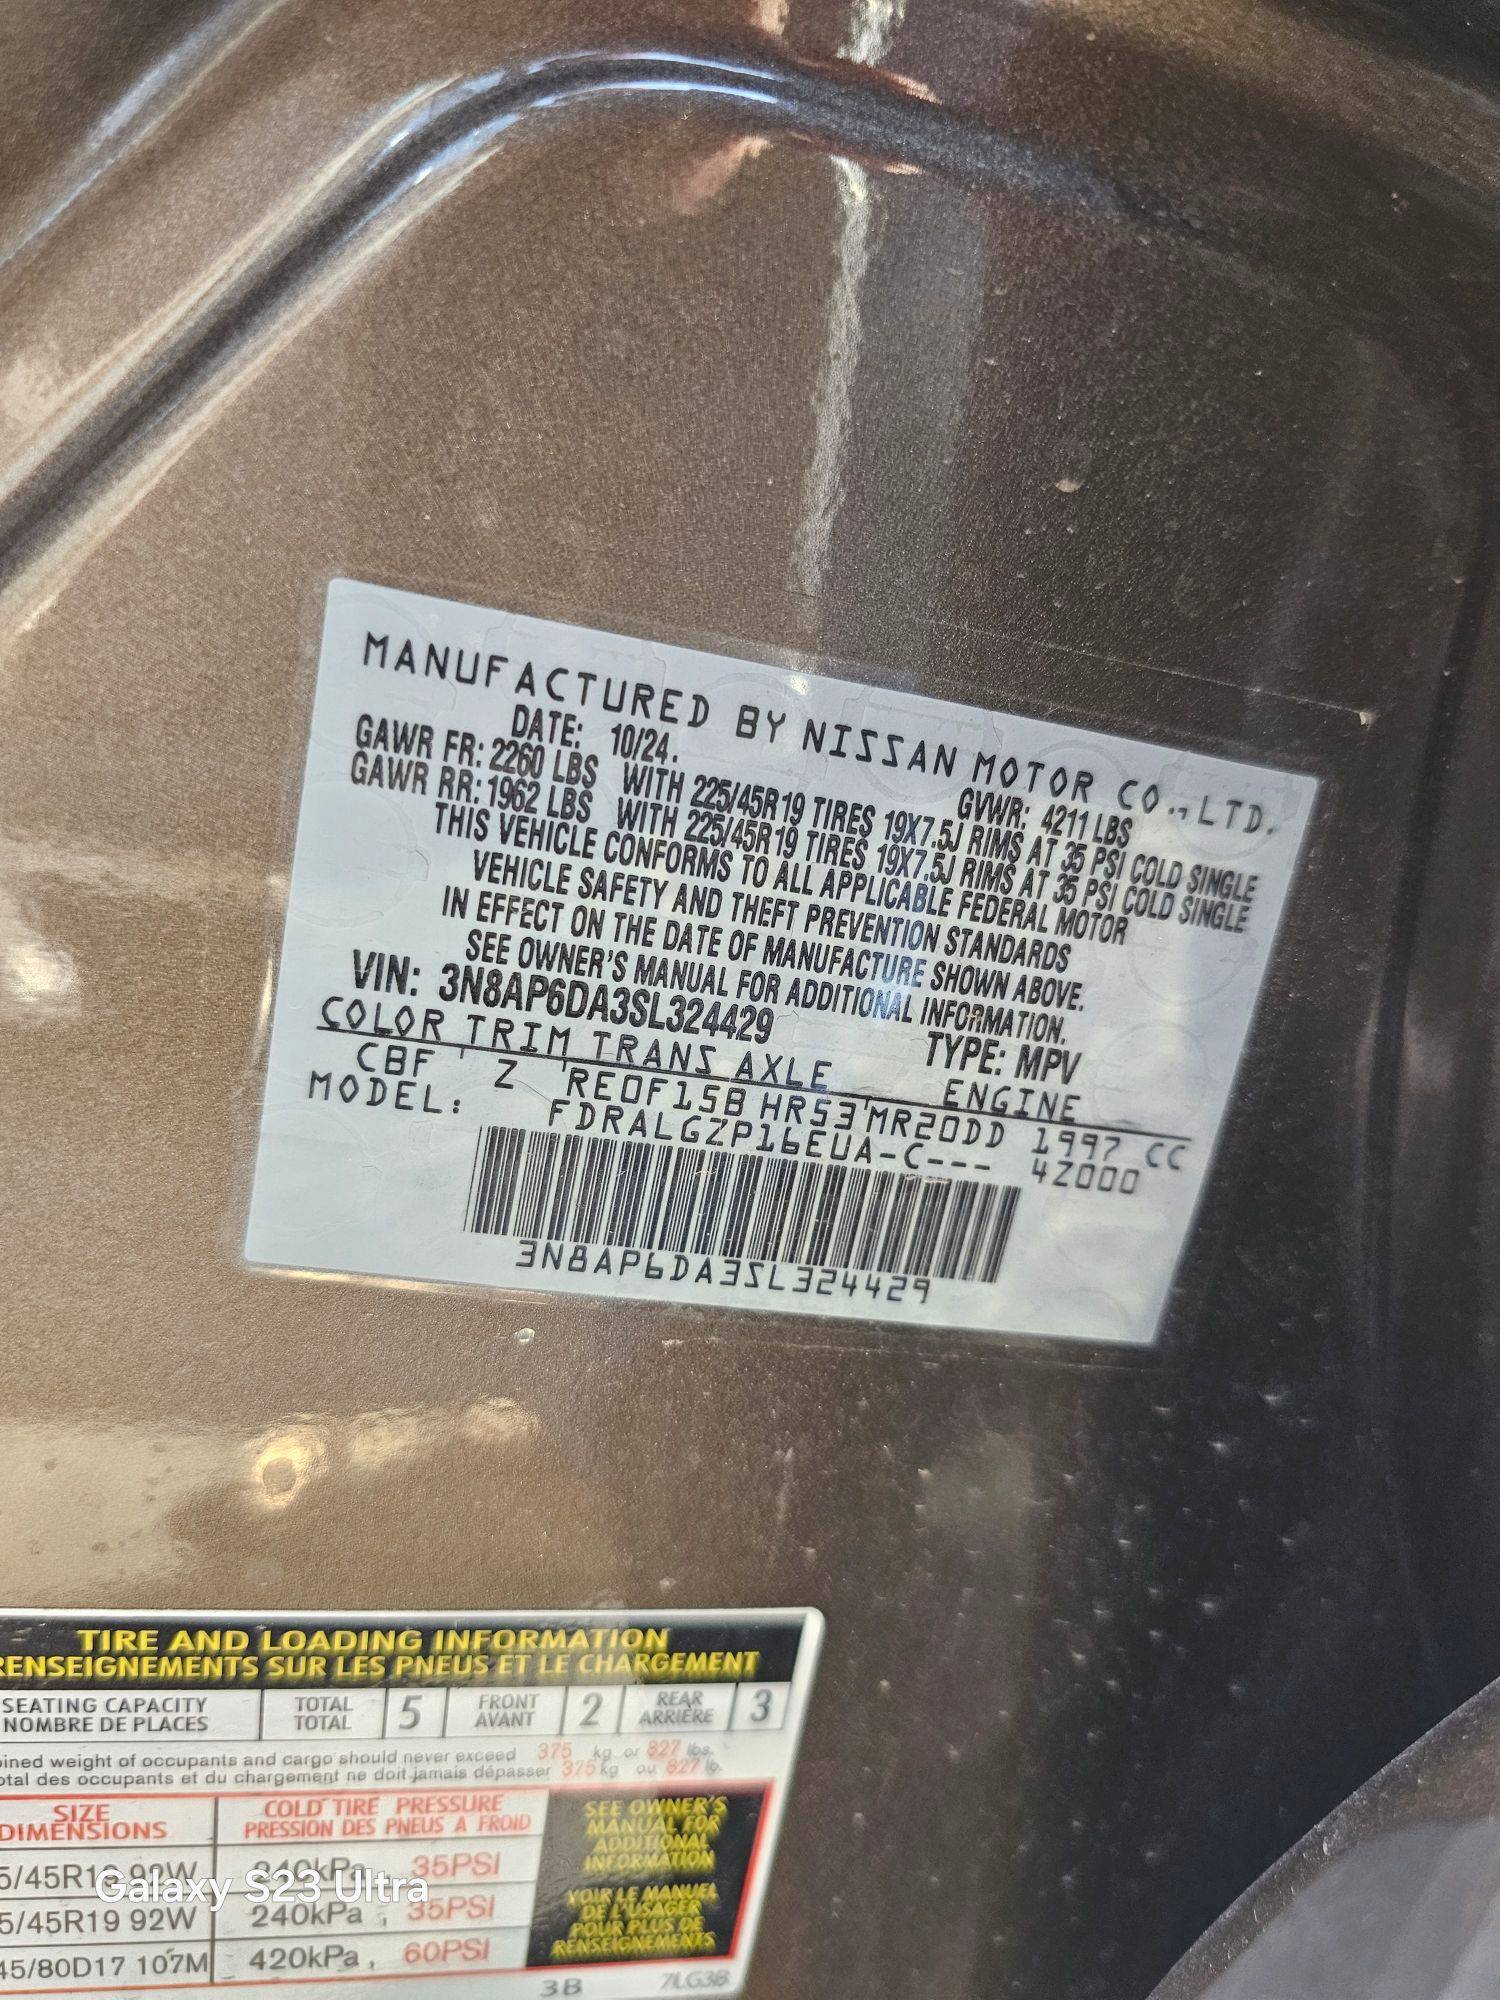 MANUFACTURED BY NISSAN MOTOR CO., LTD.
DATE: 10/24. GVWR: 4211 LBS
GAWR FR: 2260 LBS WITH 225/45R19 TIRES 19X7.5J RIMS AT 35 PSI COLD SINGLE
GAWR RR: 1962 LBS WITH 225/45R19 TIRES 19X7.5J RIMS AT 35 PSI COLD SINGLE
THIS VEHICLE CONFORMS TO ALL APPLICABLE FEDERAL MOTOR
VEHICLE SAFETY AND THEFT PREVENTION STANDARDS
IN EFFECT ON THE DATE OF MANUFACTURE SHOWN ABOVE.
SEE OWNER'S MANUAL FOR ADDITIONAL INFORMATION.
VIN: 3N8AP6DA3SL324429 TYPE: MPV
COLOR TRIM TRANS AXLE ENGINE
CBF Z RE0F15B HR53 MR20DD 1997 CC
MODEL: FDRALGZP16EUA-C--- 4Z000
3N8AP6DA3SL324429
TIRE AND LOADING INFORMATION
RENSEIGNEMENTS SUR LES PNEUS ET LE CHARGEMENT
SEATING CAPACITY TOTAL 5 FRONT 2 REAR 3
NOMBRE DE PLACES TOTAL AVANT ARRIÈRE
ined weight of occupants and cargo should never exceed 375 kg or 827 lbs.
otal des occupants et du chargement ne doit jamais dépasser 375 kg ou 827 lb.
SIZE COLD TIRE PRESSURE
DIMENSIONS PRESSION DES PNEUS A FROID
5/45R19 92W 240kPa, 35PSI
5/45R19 92W 240kPa, 35PSI
45/80D17 107M 420kPa, 60PSI
SEE OWNER'S
MANUAL FOR
ADDITIONAL
INFORMATION
VOIR LE MANUEL
DE L'USAGER
POUR PLUS DE
RENSEIGNEMENTS
3B 7LG3B
Galaxy S23 Ultra